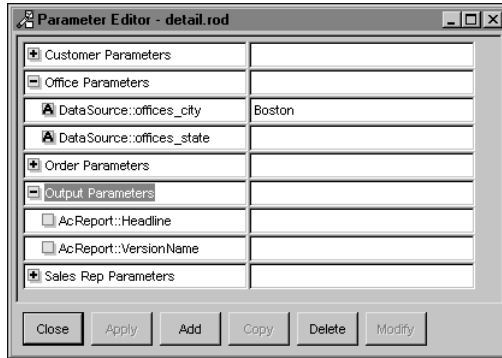 Parameter Editor - detail.rod
Customer Parameters
Office Parameters
DataSource::offices_city Boston
DataSource::offices_state
Order Parameters
Output Parameters
AcReport::Headline
AcReport::VersionName
Sales Rep Parameters
Close Apply Add Copy Delete Modify